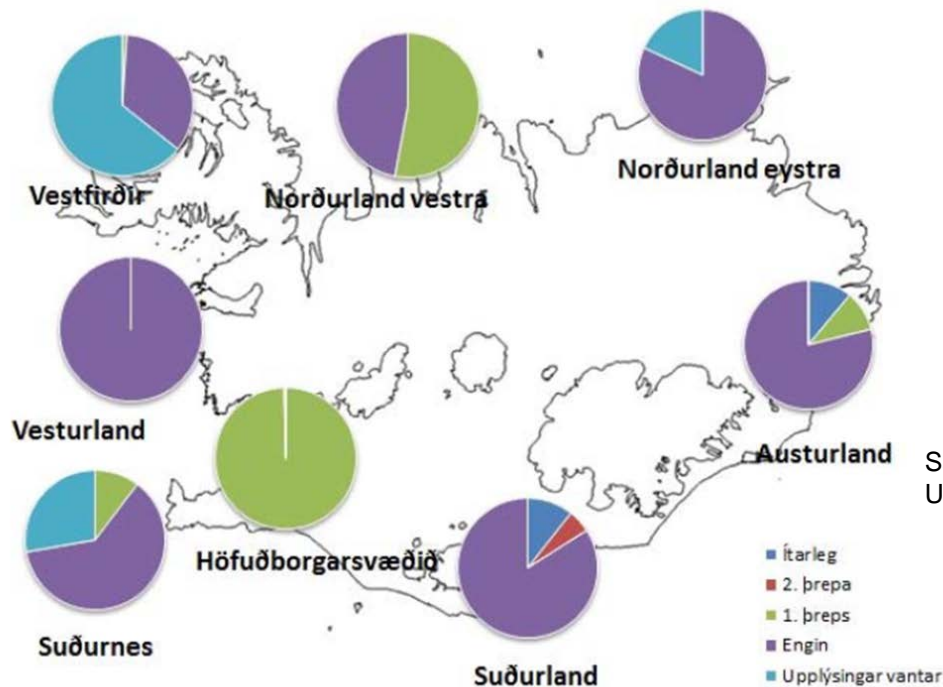 Vestfirðir
Norðurland vestra
Norðurland eystra
Vesturland
Austurland
S
U
Höfuðborgarsvæðið
Suðurnes
Suðurland
Ítarleg
2. þrepa
1. þreps
Engin
Upplýsingar vantar